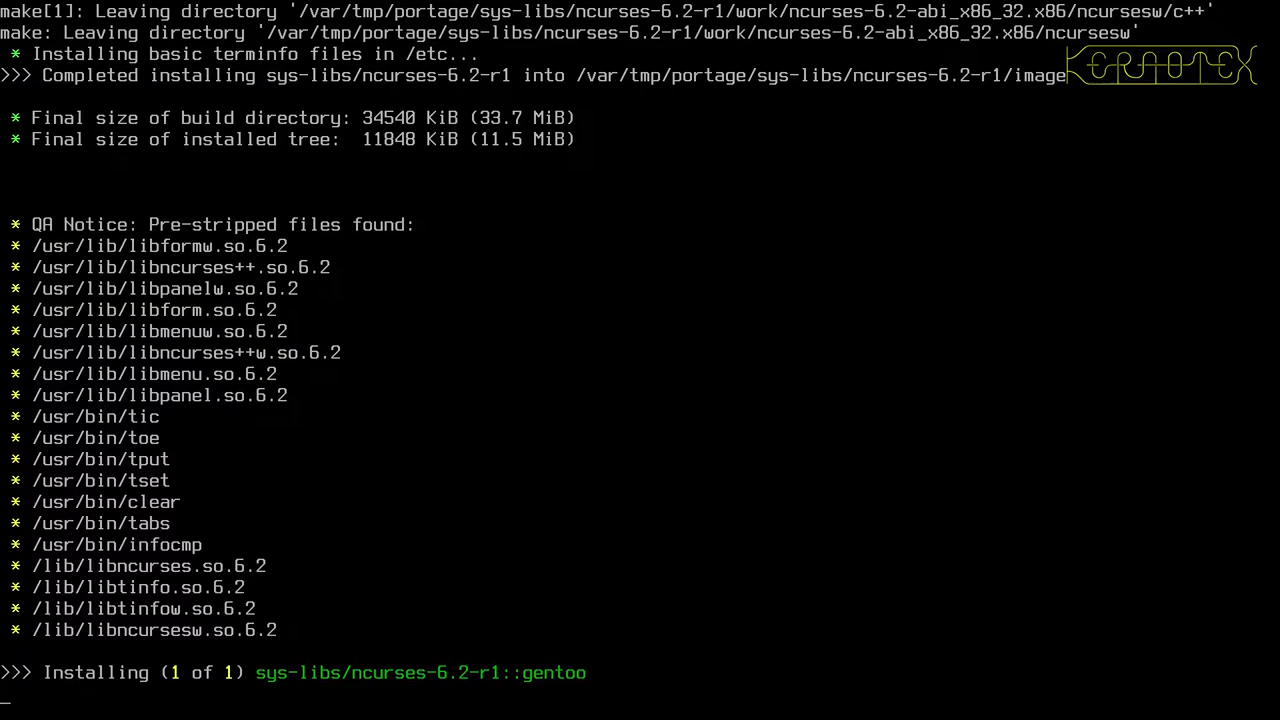 make[1]: Leaving directory '/var/tmp/portage/sys-libs/ncurses-6.2-r1/work/ncurses-6.2-abi_x86_32.x86/ncursesw/c++'
make: Leaving directory '/var/tmp/portage/sys-libs/ncurses-6.2-r1/work/ncurses-6.2-abi_x86_32.x86/ncursesw'
 * Installing basic terminfo files in /etc...
>>> Completed installing sys-libs/ncurses-6.2-r1 into /var/tmp/portage/sys-libs/ncurses-6.2-r1/image
 * Final size of build directory: 34540 KiB (33.7 MiB)
 * Final size of installed tree:  11848 KiB (11.5 MiB)
 * QA Notice: Pre-stripped files found:
 * /usr/lib/libformw.so.6.2
 * /usr/lib/libncurses++.so.6.2
 * /usr/lib/libpanelw.so.6.2
 * /usr/lib/libform.so.6.2
 * /usr/lib/libmenuw.so.6.2
 * /usr/lib/libncurses++w.so.6.2
 * /usr/lib/libmenu.so.6.2
 * /usr/lib/libpanel.so.6.2
 * /usr/bin/tic
 * /usr/bin/toe
 * /usr/bin/tput
 * /usr/bin/tset
 * /usr/bin/clear
 * /usr/bin/tabs
 * /usr/bin/infocmp
 * /lib/libncurses.so.6.2
 * /lib/libtinfo.so.6.2
 * /lib/libtinfow.so.6.2
 * /lib/libncursesw.so.6.2
>>> Installing (1 of 1) sys-libs/ncurses-6.2-r1::gentoo